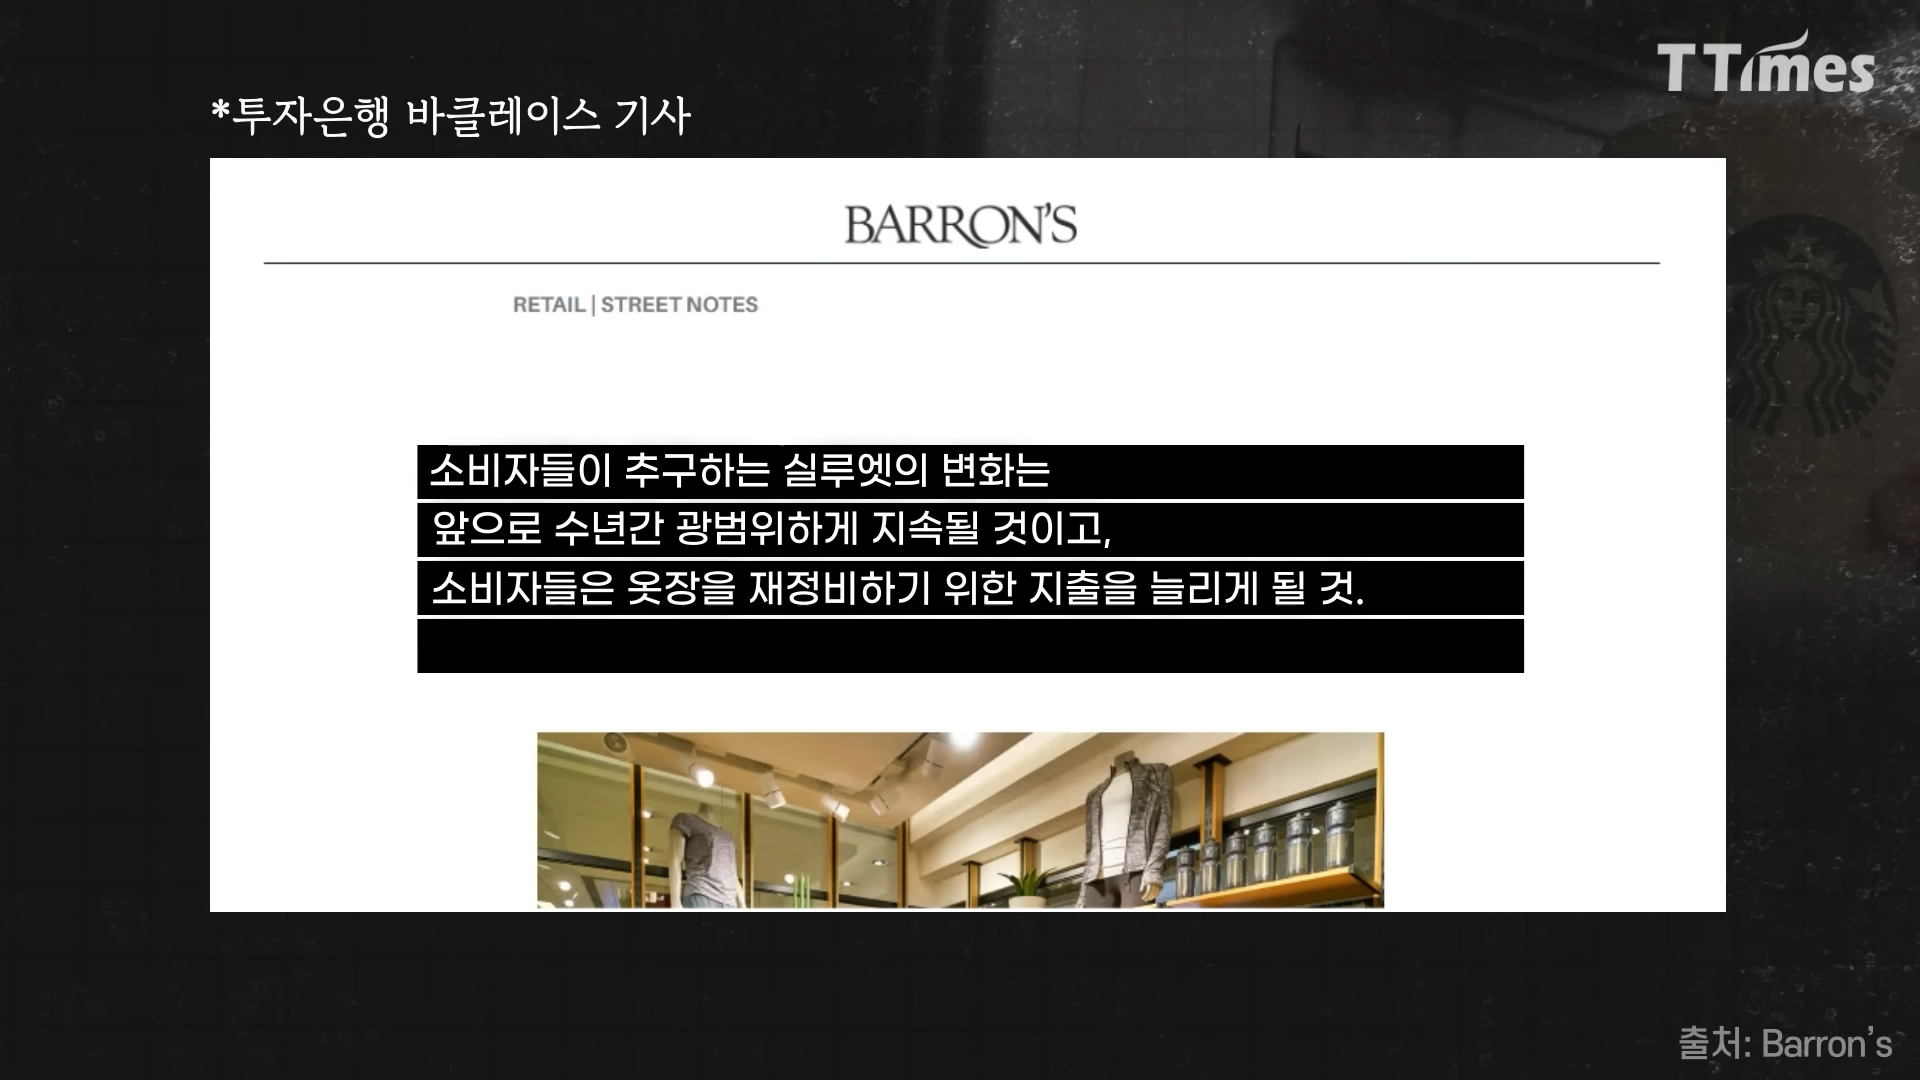 TTimes
*투자은행 바클레이스 기사
BARRON'S
RETAIL | STREET NOTES
소비자들이 추구하는 실루엣의 변화는
앞으로 수년간 광범위하게 지속될 것이고,
소비자들은 옷장을 재정비하기 위한 지출을 늘리게 될 것.
TM
출처: Barron's